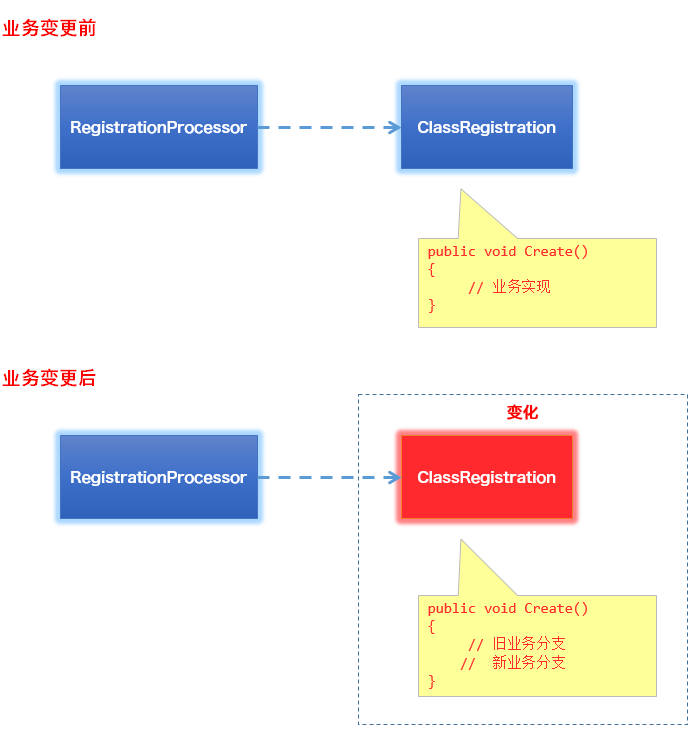 业务变更前
RegistrationProcessor
ClassRegistration
public void Create()
{
// 业务实现
}
业务变更后
变化
RegistrationProcessor
ClassRegistration
public void Create()
{
// 旧业务分支
// 新业务分支
}